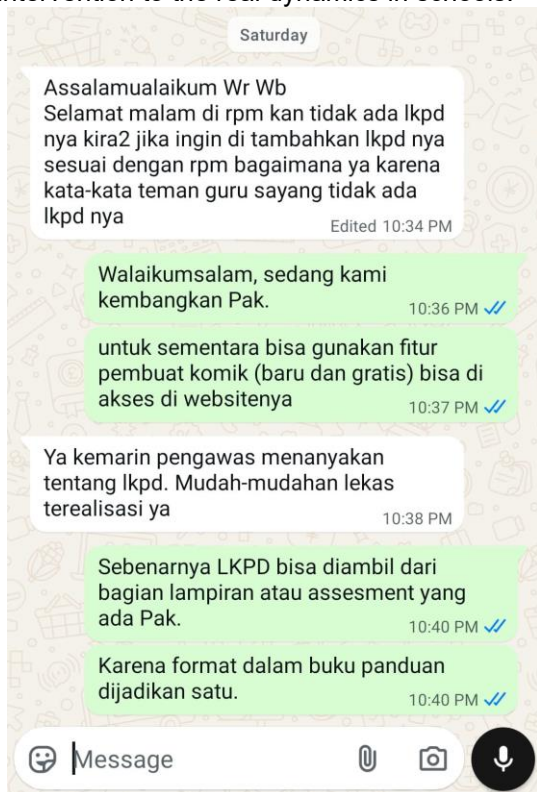 intervention to the real dynamics in schools.
Saturday
Assalamualaikum Wr Wb
Selamat malam di rpm kan tidak ada lkpd
nya kira2 jika ingin di tambahkan lkpd nya
sesuai dengan rpm bagaimana ya karena
kata-kata teman guru sayang tidak ada
lkpd nya
Edited 10:34 PM
Walaikumsalam, sedang kami
kembangkan Pak.
10:36 PM
untuk sementara bisa gunakan fitur
pembuat komik (baru dan gratis) bisa di
akses di websitenya
10:37 PM
Ya kemarin pengawas menanyakan
tentang lkpd. Mudah-mudahan lekas
terealisasi ya
10:38 PM
Sebenarnya LKPD bisa diambil dari
bagian lampiran atau assesment yang
ada Pak.
10:40 PM
Karena format dalam buku panduan
dijadikan satu.
10:40 PM
Message